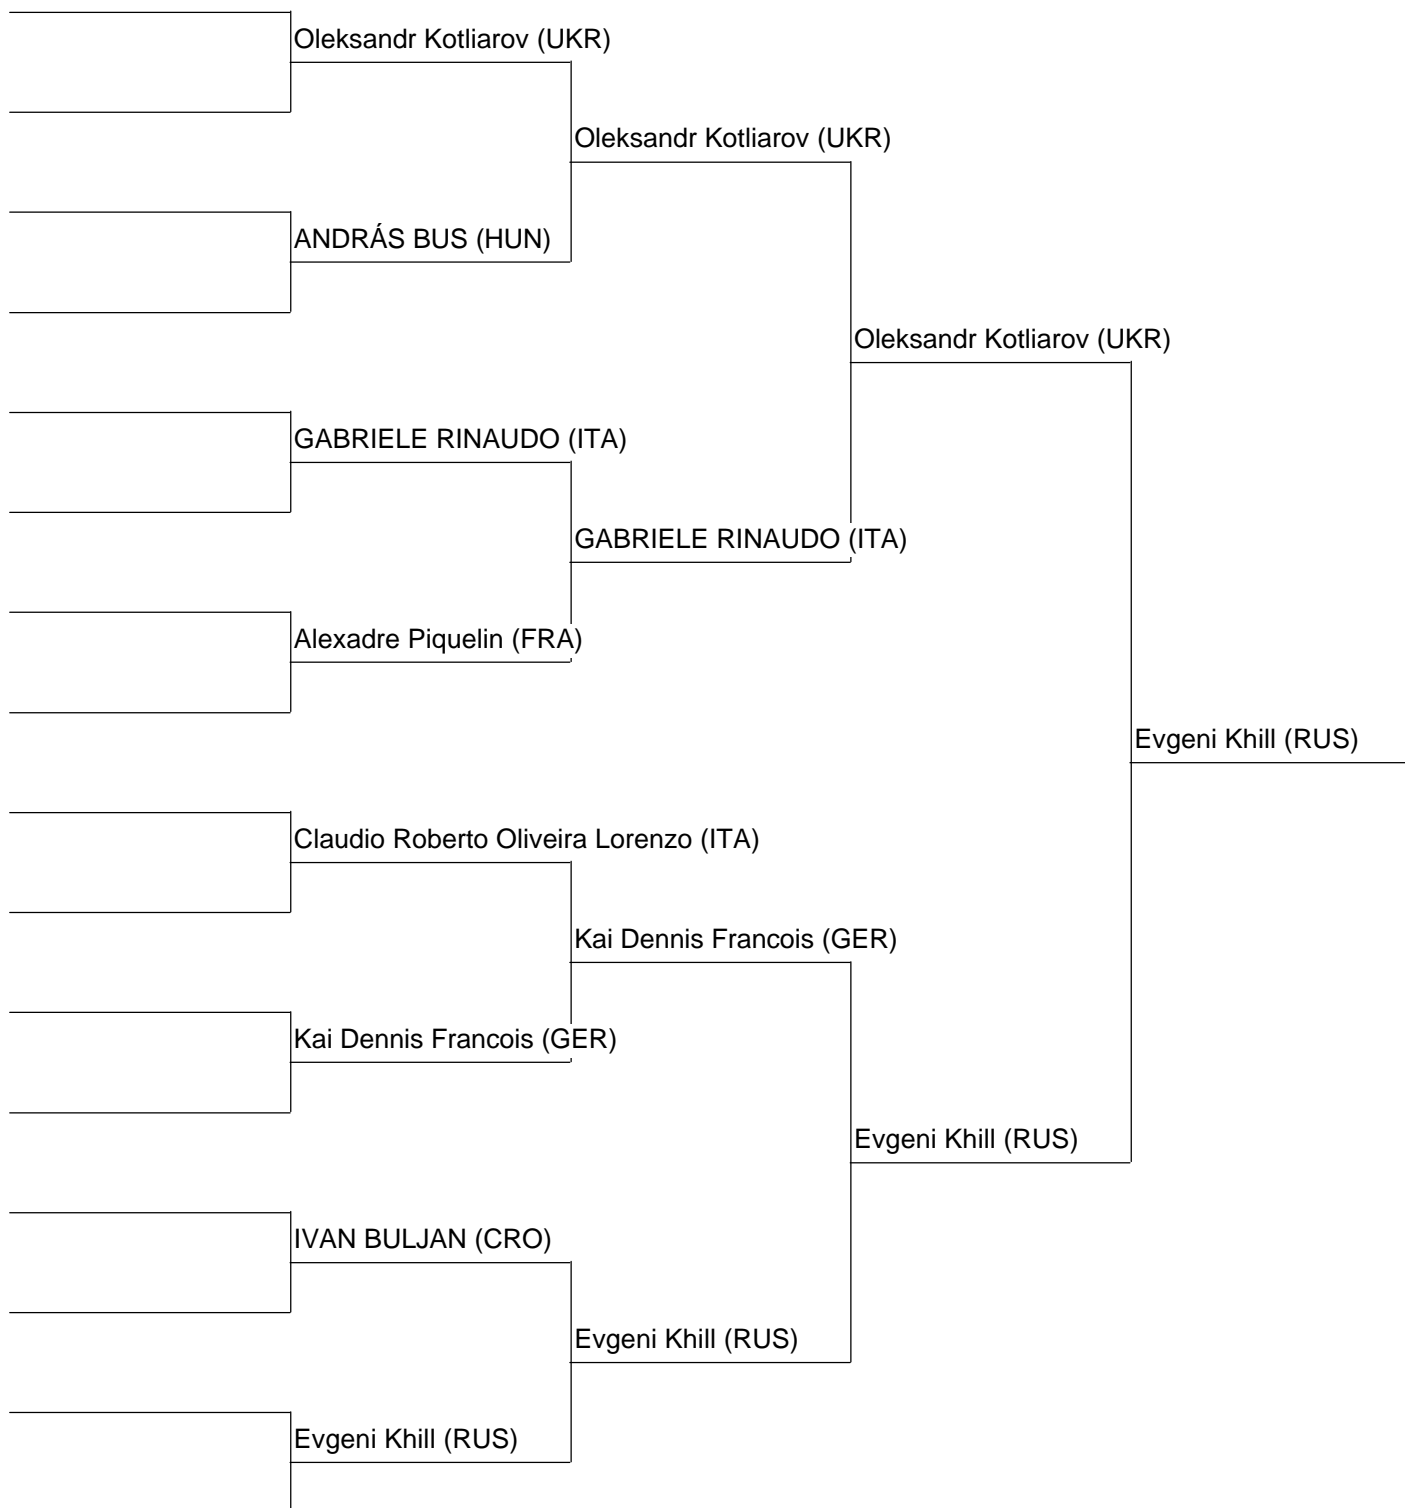 Oleksandr Kotliarov (UKR)
Oleksandr Kotliarov (UKR)
ANDRÁS BUS (HUN)
Oleksandr Kotliarov (UKR)
GABRIELE RINAUDO (ITA)
GABRIELE RINAUDO (ITA)
Alexadre Piquelin (FRA)
Evgeni Khill (RUS)
Claudio Roberto Oliveira Lorenzo (ITA)
Kai Dennis Francois (GER)
Kai Dennis Francois (GER)
Evgeni Khill (RUS)
IVAN BULJAN (CRO)
Evgeni Khill (RUS)
Evgeni Khill (RUS)